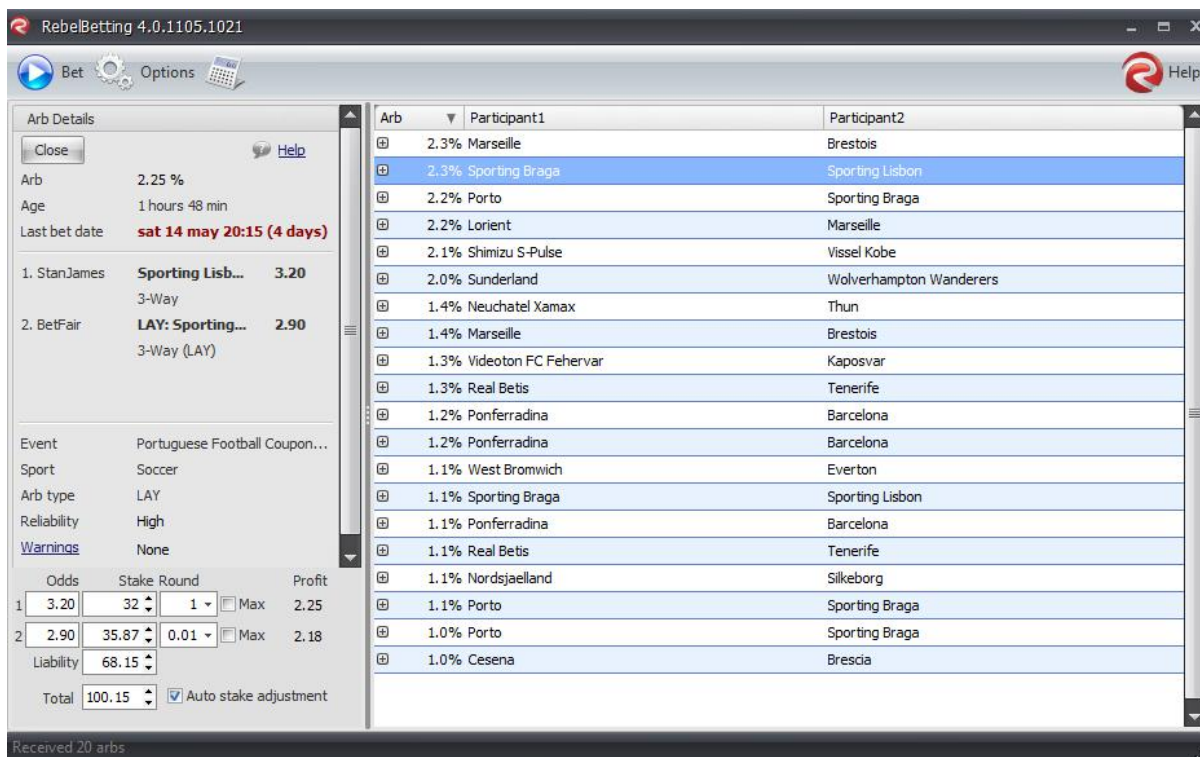 RebelBetting 4.0.1105.1021
Bet Options Help
Arb Details
Close Help
Arb 2.25 %
Age 1 hours 48 min
Last bet date sat 14 may 20:15 (4 days)
1. StanJames Sporting Lisb... 3.20
3-Way
2. BetFair LAY: Sporting... 2.90
3-Way (LAY)
Event Portuguese Football Coupon...
Sport Soccer
Arb type LAY
Reliability High
Warnings None
Odds Stake Round Profit
1 3.20 32 1 Max 2.25
2 2.90 35.87 0.01 Max 2.18
Liability 68.15
Total 100.15 Auto stake adjustment
Arb Participant1 Participant2
2.3% Marseille Brestois
2.3% Sporting Braga Sporting Lisbon
2.2% Porto Sporting Braga
2.2% Lorient Marseille
2.1% Shimizu S-Pulse Vissel Kobe
2.0% Sunderland Wolverhampton Wanderers
1.4% Neuchatel Xamax Thun
1.4% Marseille Brestois
1.3% Videoton FC Fehervar Kaposvar
1.3% Real Betis Tenerife
1.2% Ponferradina Barcelona
1.2% Ponferradina Barcelona
1.1% West Bromwich Everton
1.1% Sporting Braga Sporting Lisbon
1.1% Ponferradina Barcelona
1.1% Real Betis Tenerife
1.1% Nordsjaelland Silkeborg
1.1% Porto Sporting Braga
1.0% Porto Sporting Braga
1.0% Cesena Brescia
Received 20 arbs